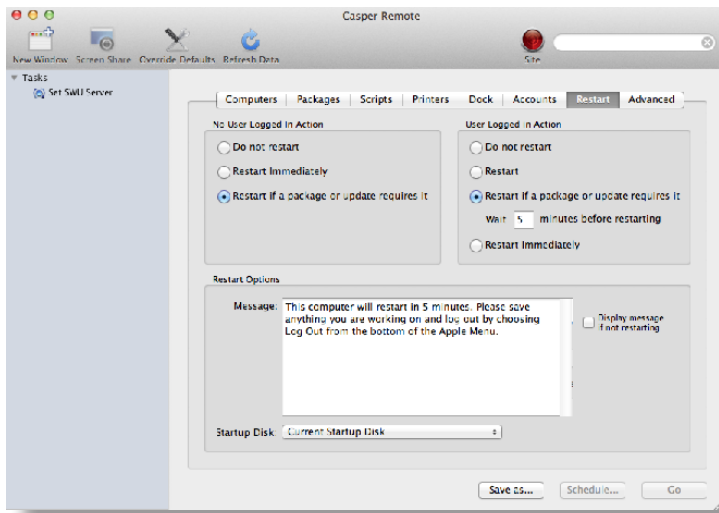 Casper Remote
New Window Screen Share Override Defaults Refresh Data Site
Tasks
Set SWU Server
Computers Packages Scripts Printers Dock Accounts Restart Advanced
No User Logged In Action
Do not restart
Restart Immediately
Restart if a package or update requires it
User Logged In Action
Do not restart
Restart
Restart if a package or update requires it
Wait 5 minutes before restarting
Restart Immediately
Restart Options
Message:
This computer will restart in 5 minutes. Please save
anything you are working on and log out by choosing
Log Out from the bottom of the Apple Menu.
Display message
if not restarting
Startup Disk: Current Startup Disk
Save as... Schedule... Go